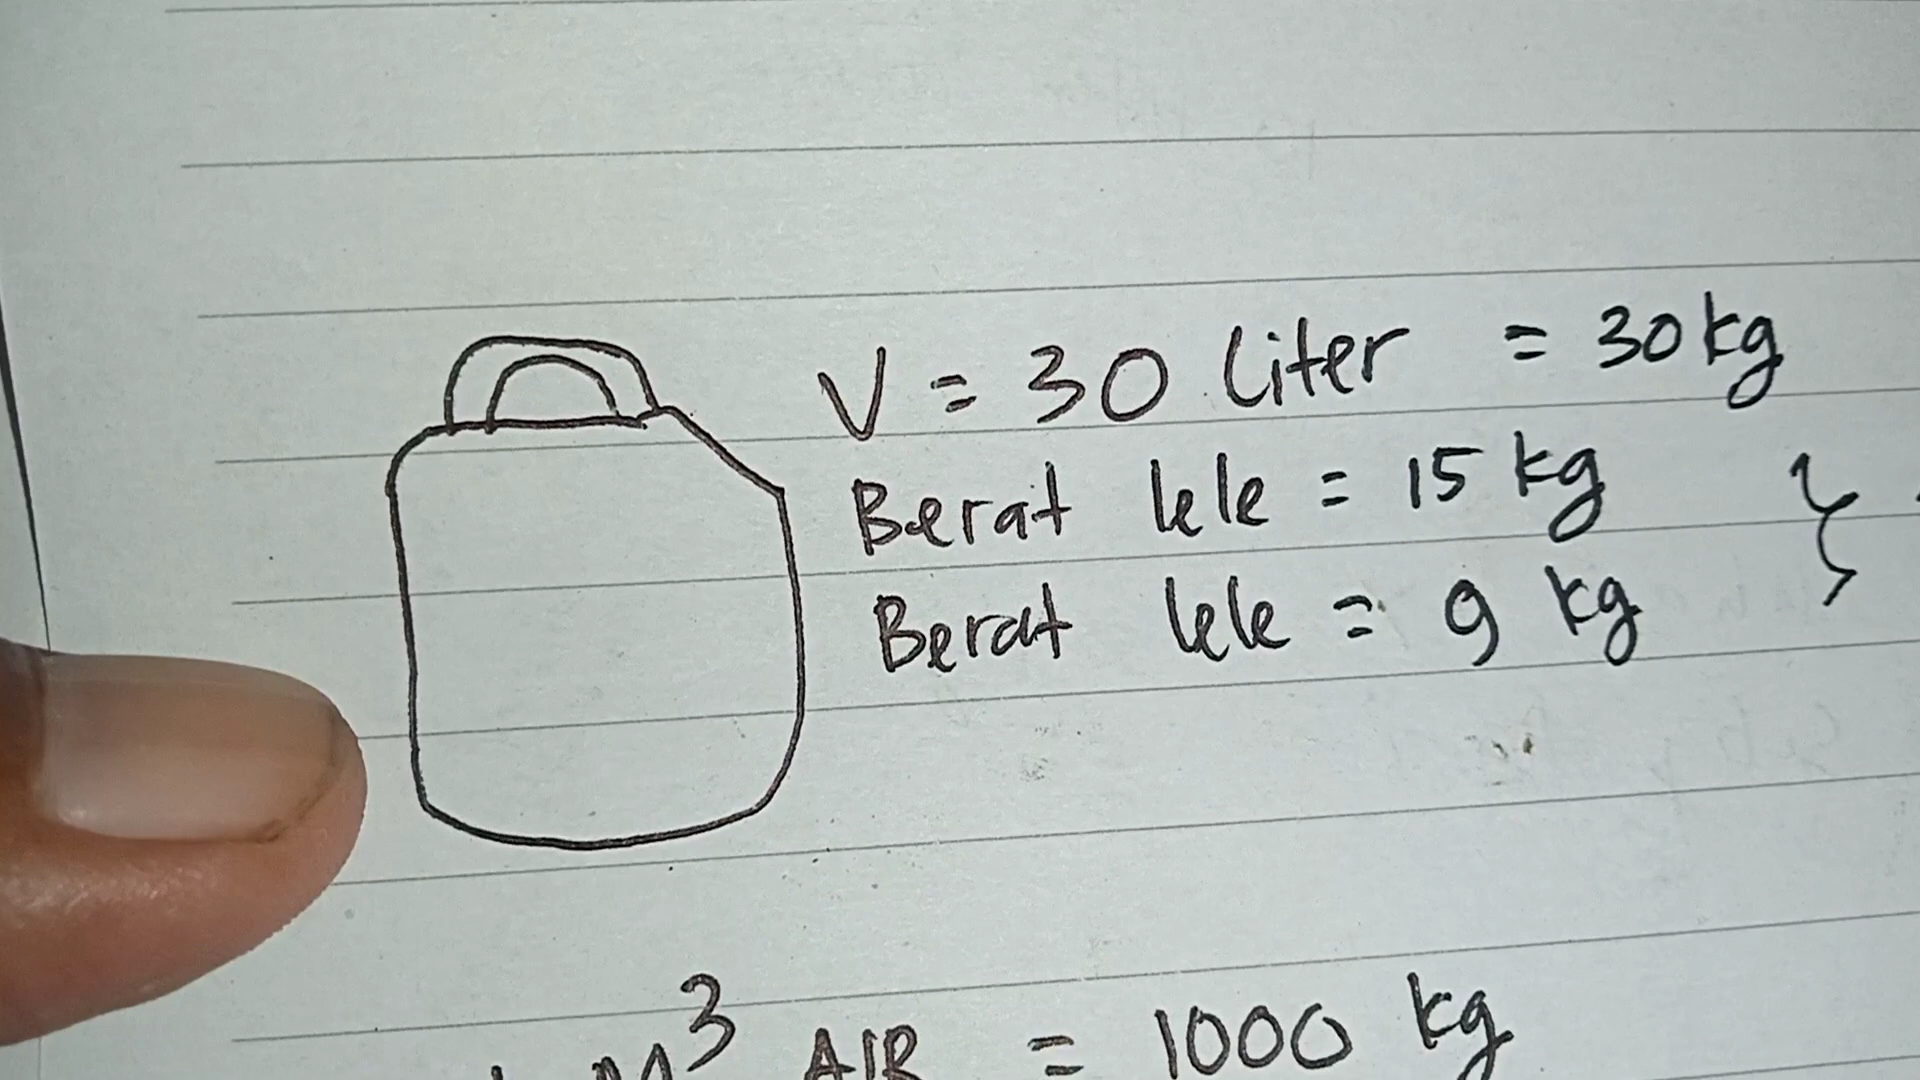 V = 30 liter = 30 kg
Berat lele = 15 kg
Berat lele = 9 kg
M³ AIR = 1000 kg